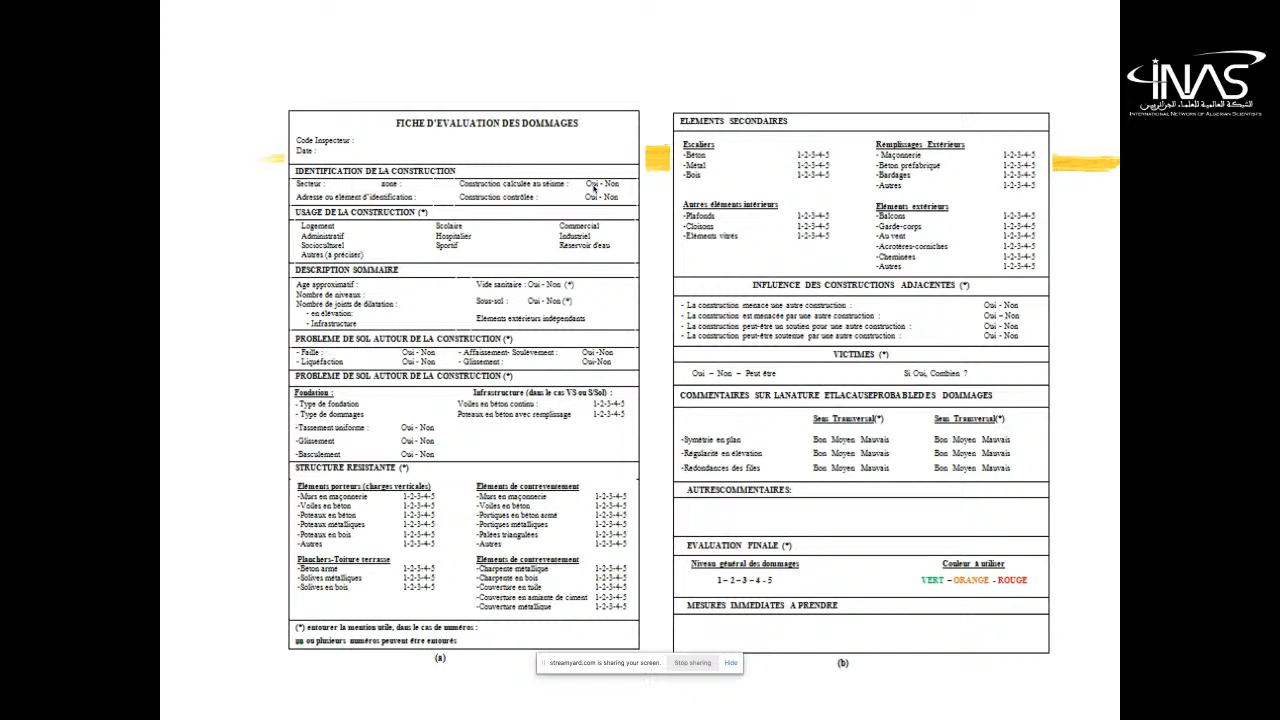 FICHE D'EVALUATION DES DOMMAGES
Code Inspecteur :
Date :
IDENTIFICATION DE LA CONSTRUCTION
Secteur : zone : Construction calculée au séisme : Oui - Non
Adresse ou élément d'identification : Construction contrôlée : Oui - Non
USAGE DE LA CONSTRUCTION (*)
Logement Scolaire Commercial
Administratif Hospitalier Industriel
Socioculturel Sportif Réservoir d'eau
Autres (à préciser)
DESCRIPTION SOMMAIRE
Age approximatif : Vide sanitaire : Oui - Non (*)
Nombre de niveaux :
Sous-sol : Oui - Non (*)
Nombre de joints de dilatation :
- en élévation:
Eléments extérieurs indépendants
- Infrastructure
PROBLEME DE SOL AUTOUR DE LA CONSTRUCTION (*)
- Faille : Oui - Non - Affaissement- Soulèvement : Oui -Non
- Liquéfaction Oui - Non - Glissement : Oui-Non
PROBLEME DE SOL AUTOUR DE LA CONSTRUCTION (*)
Fondation : Infrastructure (dans le cas VS ou S/Sol) :
- Type de fondation Voiles en béton continu : 1-2-3-4-5
- Type de dommages Poteaux en béton avec remplissage 1-2-3-4-5
-Tassement uniforme : Oui - Non
-Glissement Oui - Non
-Basculement Oui - Non
STRUCTURE RESISTANTE (*)
Eléments porteurs (charges verticales) Eléments de contreventement
-Murs en maçonnerie 1-2-3-4-5 -Murs en maçonnerie 1-2-3-4-5
-Voiles en béton 1-2-3-4-5 -Voiles en béton 1-2-3-4-5
-Poteaux en béton 1-2-3-4-5 -Portiques en béton armé 1-2-3-4-5
-Poteaux métalliques 1-2-3-4-5 -Portiques métalliques 1-2-3-4-5
-Poteaux en bois 1-2-3-4-5 -Palées triangulées 1-2-3-4-5
-Autres 1-2-3-4-5 -Autres 1-2-3-4-5
Planchers-Toiture terrasse Eléments de contreventement
-Béton armé 1-2-3-4-5 -Charpente métallique 1-2-3-4-5
-Solives métalliques 1-2-3-4-5 -Charpente en bois 1-2-3-4-5
-Solives en bois 1-2-3-4-5 -Couverture en tuile 1-2-3-4-5
-Couverture en amiante de ciment 1-2-3-4-5
-Couverture métallique 1-2-3-4-5
(*) entourer la mention utile, dans le cas de numéros :
ou plusieurs numéros peuvent être entourés
(a)
ELEMENTS SECONDAIRES
Escaliers Remplissages Extérieurs
-Béton 1-2-3-4-5 - Maçonnerie 1-2-3-4-5
-Métal 1-2-3-4-5 -Béton préfabriqué 1-2-3-4-5
-Bois 1-2-3-4-5 -Bardages 1-2-3-4-5
-Autres 1-2-3-4-5
Autres éléments intérieurs Eléments extérieurs
-Plafonds 1-2-3-4-5 -Balcons 1-2-3-4-5
-Cloisons 1-2-3-4-5 -Garde-corps 1-2-3-4-5
-Eléments vitrés 1-2-3-4-5 -Au vent 1-2-3-4-5
-Acrotères-corniches 1-2-3-4-5
-Cheminées 1-2-3-4-5
-Autres 1-2-3-4-5
INFLUENCE DES CONSTRUCTIONS ADJACENTES (*)
- La construction menace une autre construction : Oui - Non
- La construction est menacée par une autre construction : Oui – Non
- La construction peut-être un soutien pour une autre construction : Oui - Non
- La construction peut-être soutenue par une autre construction : Oui - Non
VICTIMES (*)
Oui – Non – Peut être Si Oui, Combien ?
COMMENTAIRES SUR LANATURE ETLACAUSEPROBABLEDES DOMMAGES
Sens Transversal(*) Sens Transversal(*)
-Symétrie en plan Bon Moyen Mauvais Bon Moyen Mauvais
-Régularité en élévation Bon Moyen Mauvais Bon Moyen Mauvais
-Redondances des files Bon Moyen Mauvais Bon Moyen Mauvais
AUTRESCOMMENTAIRES:
EVALUATION FINALE (*)
Niveau général des dommages Couleur à utiliser
1 – 2 – 3 – 4 - 5 VERT – ORANGE - ROUGE
MESURES IMMEDIATES A PRENDRE
(b)
streamyard.com is sharing your screen. Stop sharing Hide
iNAS
الشبكة العالمية للعلماء الجزائريين
INTERNATIONAL NETWORK OF ALGERIAN SCIENTISTS